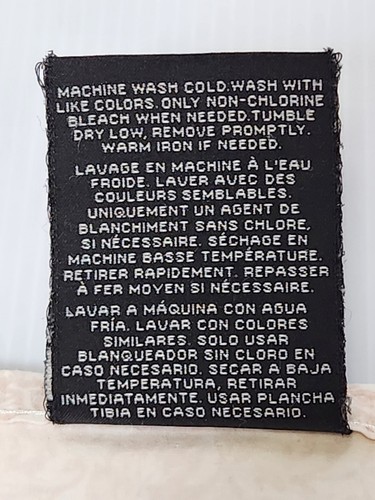 MACHINE WASH COLD.WASH WITH
LIKE COLORS. ONLY NON-CHLORINE
BLEACH WHEN NEEDED.TUMBLE
DRY LOW, REMOVE PROMPTLY.
WARM IRON IF NEEDED.
LAVAGE EN MACHINE À L'EAU
FROIDE. LAVER AVEC DES
COULEURS SEMBLABLES.
UNIQUEMENT UN AGENT DE
BLANCHIMENT SANS CHLORE,
SI NÉCESSAIRE. SÉCHAGE EN
MACHINE BASSE TEMPÉRATURE.
RETIRER RAPIDEMENT. REPASSER
À FER MOYEN SI NÉCESSAIRE.
LAVAR A MÁQUINA CON AGUA
FRÍA. LAVAR CON COLORES
SIMILARES. SOLO USAR
BLANQUEADOR SIN CLORO EN
CASO NECESARIO. SECAR A BAJA
TEMPERATURA, RETIRAR
INMEDIATAMENTE. USAR PLANCHA
TIBIA EN CASO NECESARIO.